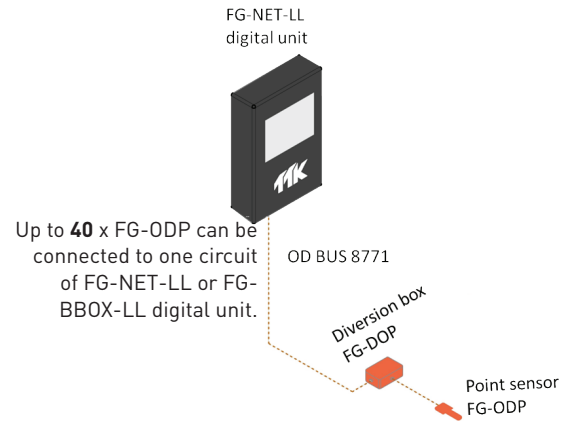 FG-NET-LL
digital unit
TTK
Up to 40 x FG-ODP can be
connected to one circuit
of FG-NET-LL or FG-
BBOX-LL digital unit.
OD BUS 8771
Diversion box
FG-DOP
Point sensor
FG-ODP